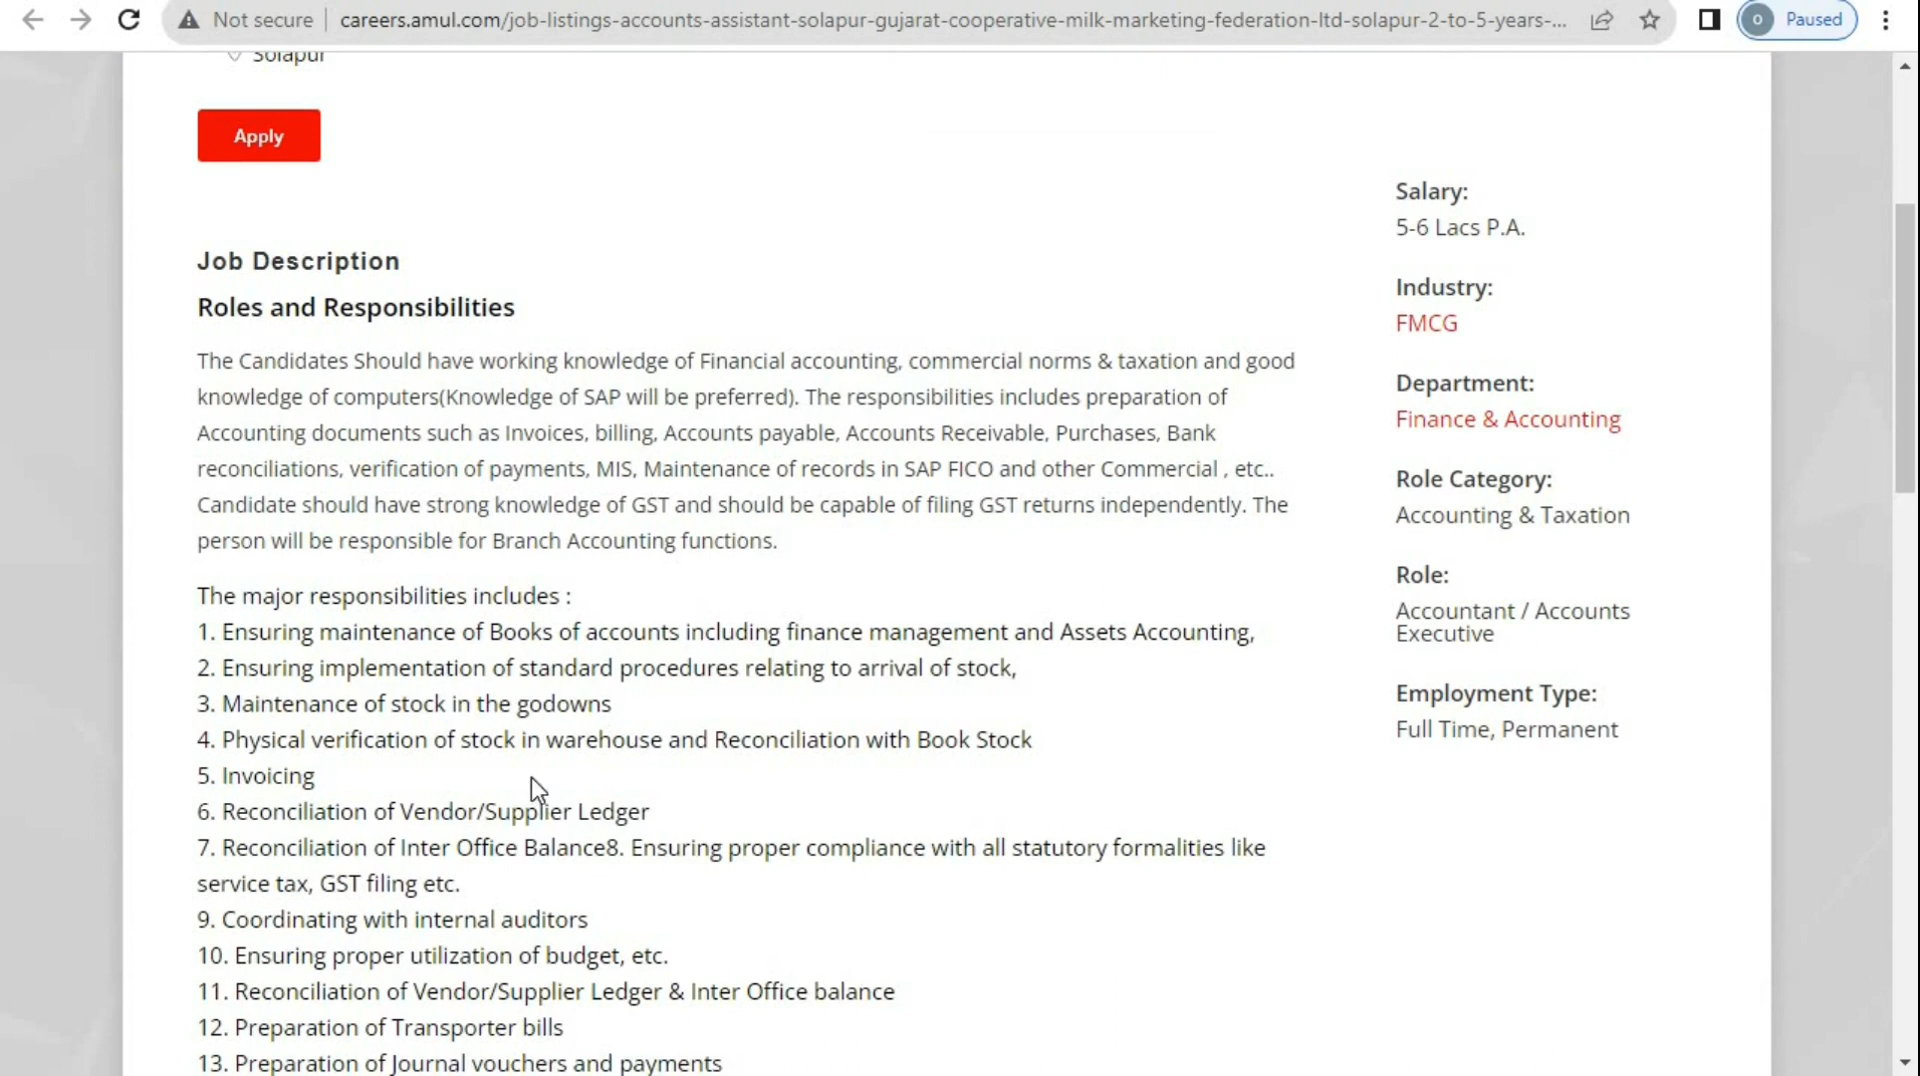 Not secure
careers.amul.com/job-listings-accounts-assistant-solapur-gujarat-cooperative-milk-marketing-federation-ltd-solapur-2-to-5-years-...
o
Paused
Solapur
Apply
Job Description
Roles and Responsibilities
The Candidates Should have working knowledge of Financial accounting, commercial norms & taxation and good
knowledge of computers(Knowledge of SAP will be preferred). The responsibilities includes preparation of
Accounting documents such as Invoices, billing, Accounts payable, Accounts Receivable, Purchases, Bank
reconciliations, verification of payments, MIS, Maintenance of records in SAP FICO and other Commercial , etc..
Candidate should have strong knowledge of GST and should be capable of filing GST returns independently. The
person will be responsible for Branch Accounting functions.
The major responsibilities includes :
1. Ensuring maintenance of Books of accounts including finance management and Assets Accounting,
2. Ensuring implementation of standard procedures relating to arrival of stock,
3. Maintenance of stock in the godowns
4. Physical verification of stock in warehouse and Reconciliation with Book Stock
5. Invoicing
6. Reconciliation of Vendor/Supplier Ledger
7. Reconciliation of Inter Office Balance8. Ensuring proper compliance with all statutory formalities like
service tax, GST filing etc.
9. Coordinating with internal auditors
10. Ensuring proper utilization of budget, etc.
11. Reconciliation of Vendor/Supplier Ledger & Inter Office balance
12. Preparation of Transporter bills
13. Preparation of Journal vouchers and payments
Salary:
5-6 Lacs P.A.
Industry:
FMCG
Department:
Finance & Accounting
Role Category:
Accounting & Taxation
Role:
Accountant / Accounts
Executive
Employment Type:
Full Time, Permanent